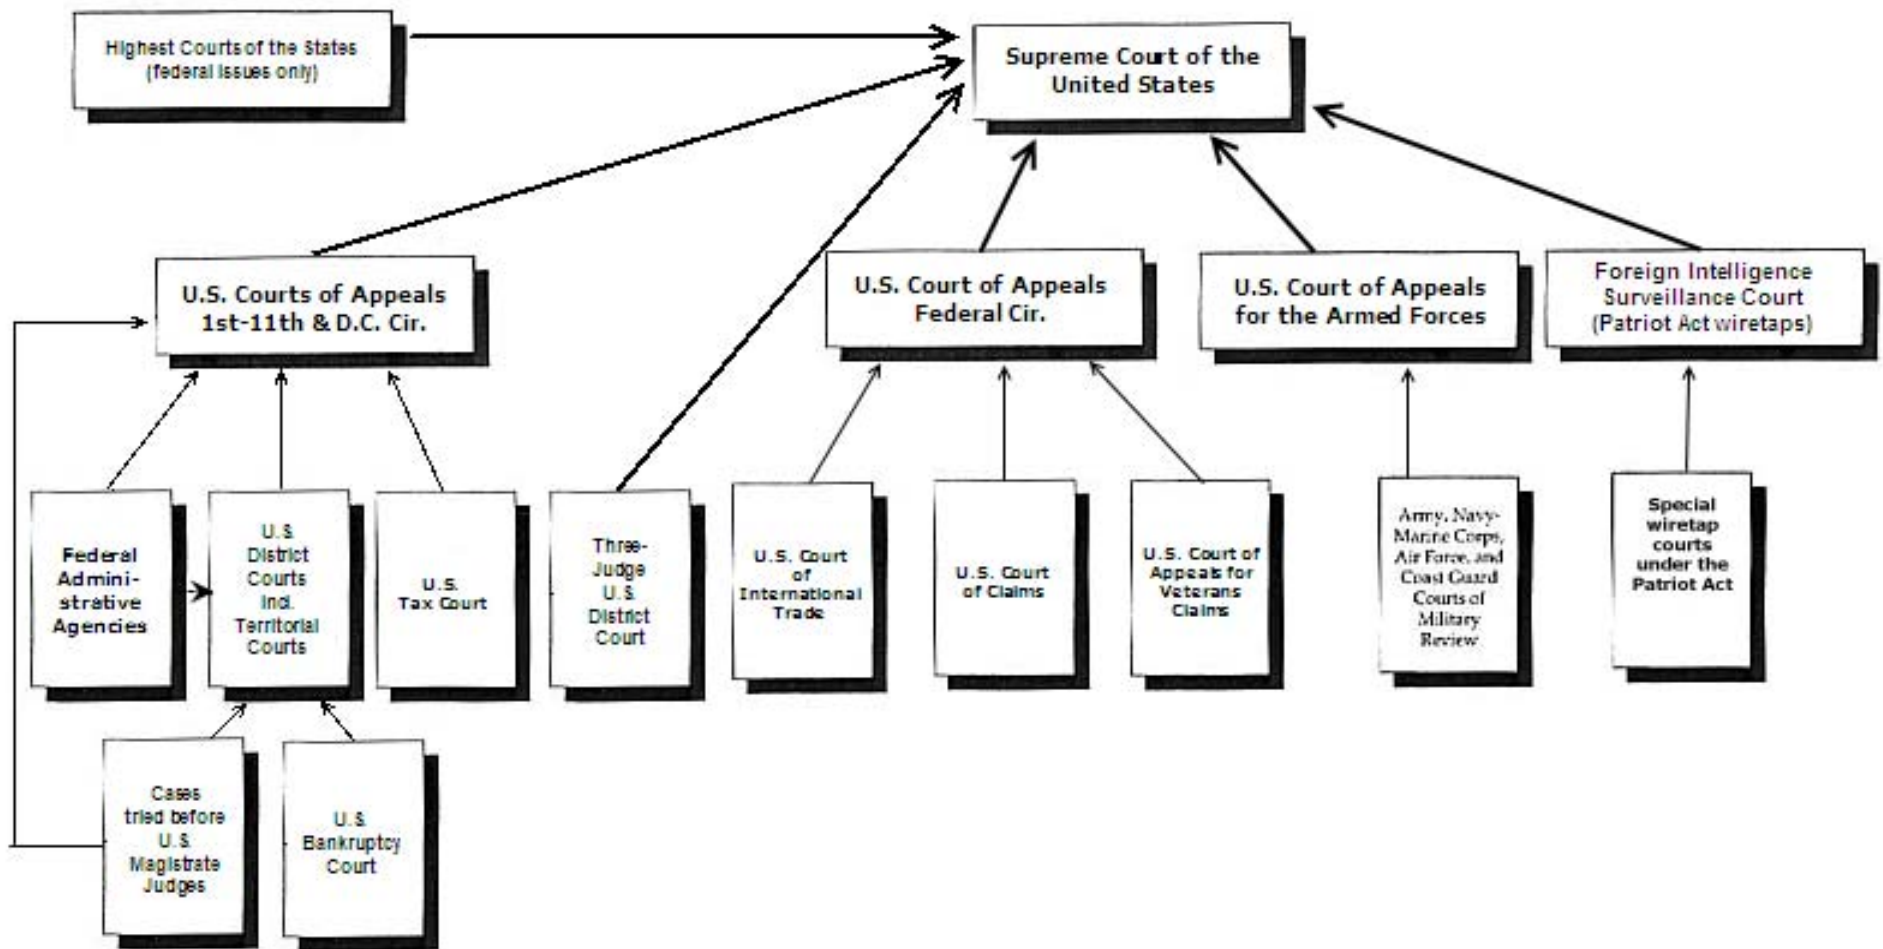 Highest Courts of the States
(federal issues only)
Supreme Court of the
United States
U.S. Courts of Appeals
1st-11th & D.C. Cir.
U.S. Court of Appeals
Federal Cir.
U.S. Court of Appeals
for the Armed Forces
Foreign Intelligence
Surveillance Court
(Patriot Act wiretaps)
Federal
Admini-
strative
Agencies
U.S.
District
Courts
Incl.
Territorial
Courts
U.S.
Tax Court
Three-
Judge
U.S.
District
Court
U.S. Court
of
International
Trade
U.S. Court
of Claims
U.S. Court of
Appeals for
Veterans
Claims
Army, Navy-
Marine Corps,
Air Force, and
Coast Guard
Courts of
Military
Review
Special
wiretap
courts
under the
Patriot Act
Cases
tried before
U.S.
Magistrate
Judges
U.S.
Bankruptcy
Court